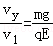 v_y/v_1 = mg/qE